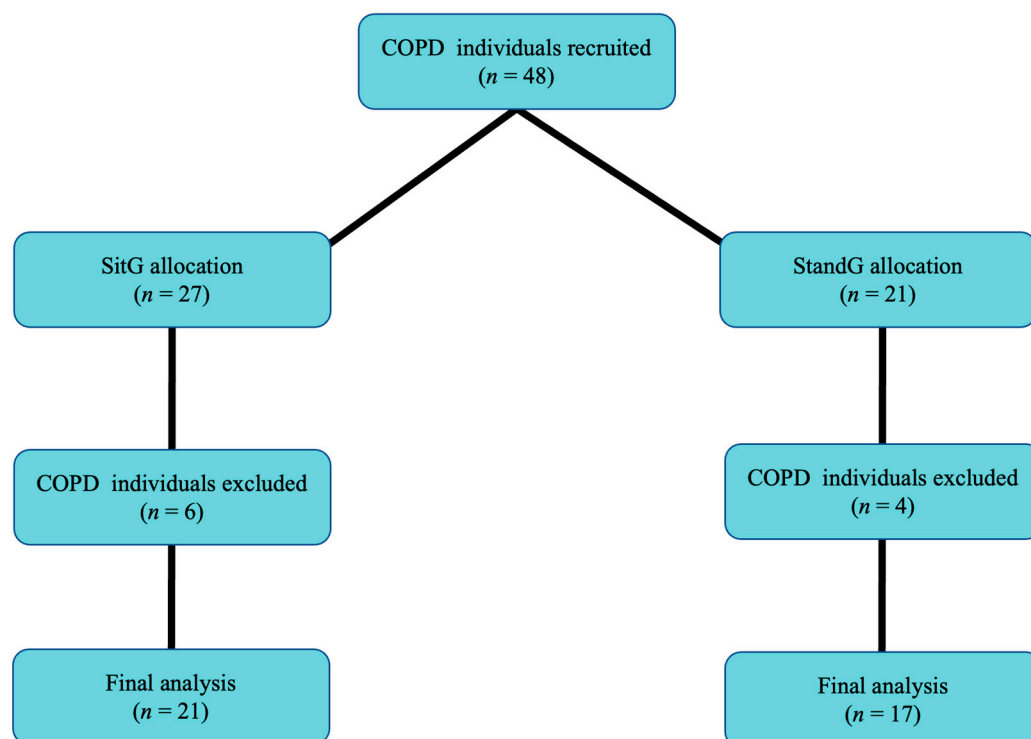 COPD  individuals recruited
(n = 48)
SitG allocation
(n = 27)
StandG allocation
(n = 21)
COPD  individuals excluded
(n = 6)
COPD  individuals excluded
(n = 4)
Final analysis
(n = 21)
Final analysis
(n = 17)